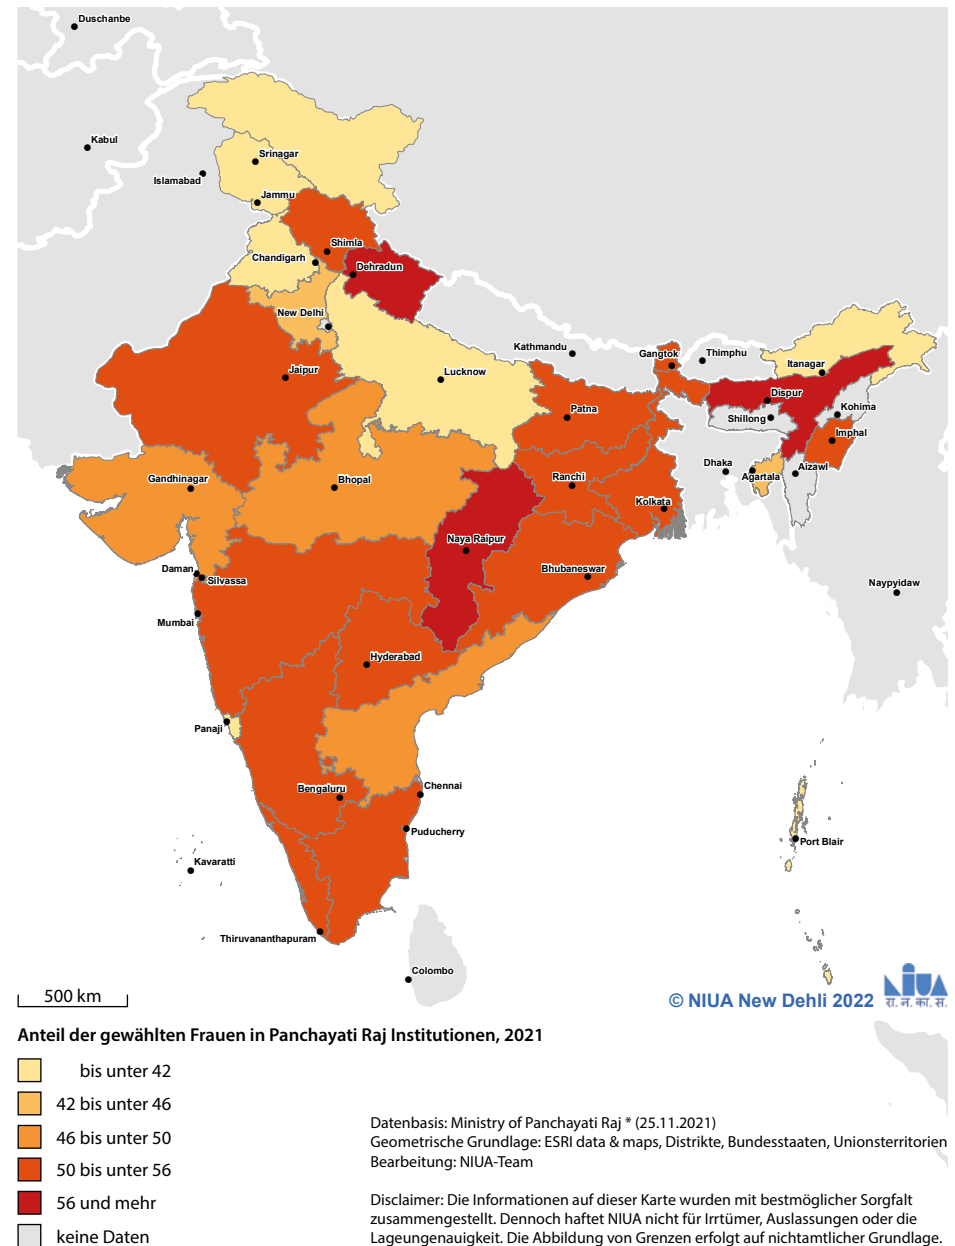 Duschanbe
Kabul
Srinagar
Islamabad
Jammu
Shimla
Chandigarh
Dehradun
New Delhi
Kathmandu
Gangtok
Thimphu
Itanagar
Jaipur
Lucknow
Dispur
Patna
Shillong
Kohima
Imphal
Dhaka
Aizawl
Agartala
Gandhinagar
Bhopal
Ranchi
Kolkata
Naya Raipur
Daman
Silvassa
Bhubaneswar
Naypyidaw
Mumbai
Hyderabad
Panaji
Bengaluru
Chennai
Puducherry
Port Blair
Kavaratti
Thiruvananthapuram
Colombo
500 km
© NIUA New Dehli 2022
NIUA
रा. न. का. सं.
Anteil der gewählten Frauen in Panchayati Raj Institutionen, 2021
bis unter 42
42 bis unter 46
46 bis unter 50
50 bis unter 56
56 und mehr
keine Daten
Datenbasis: Ministry of Panchayati Raj * (25.11.2021)
Geometrische Grundlage: ESRI data & maps, Distrikte, Bundesstaaten, Unionsterritorien
Bearbeitung: NIUA-Team
Disclaimer: Die Informationen auf dieser Karte wurden mit bestmöglicher Sorgfalt
zusammengestellt. Dennoch haftet NIUA nicht für Irrtümer, Auslassungen oder die
Lageungenauigkeit. Die Abbildung von Grenzen erfolgt auf nichtamtlicher Grundlage.